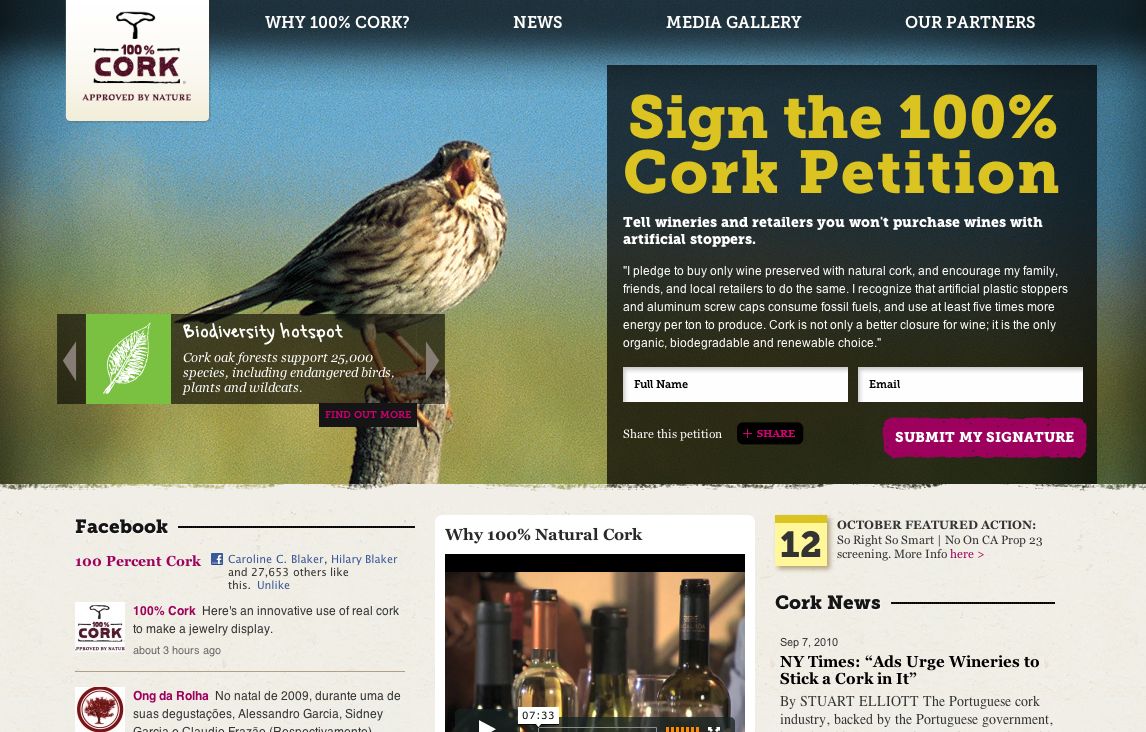 100%
CORK
APPROVED BY NATURE
WHY 100% CORK?
NEWS
MEDIA GALLERY
OUR PARTNERS
Sign the 100%
Cork Petition
Tell wineries and retailers you won't purchase wines with
artificial stoppers.
"I pledge to buy only wine preserved with natural cork, and encourage my family,
friends, and local retailers to do the same. I recognize that artificial plastic stoppers
and aluminum screw caps consume fossil fuels, and use at least five times more
energy per ton to produce. Cork is not only a better closure for wine; it is the only
organic, biodegradable and renewable choice."
Full Name
Email
Share this petition
+ SHARE
SUBMIT MY SIGNATURE
Biodiversity hotspot
Cork oak forests support 25,000
species, including endangered birds,
plants and wildcats.
FIND OUT MORE
Facebook
100 Percent Cork
Caroline C. Blaker, Hilary Blaker
and 27,653 others like
this. Unlike
100%
CORK
APPROVED BY NATUR
100% Cork Here's an innovative use of real cork
to make a jewelry display.
about 3 hours ago
Ong da Rolha No natal de 2009, durante uma de
suas degustações, Alessandro Garcia, Sidney
Garcia e Claudio Frazão (Respectivamente)
Why 100% Natural Cork
07:33
12
OCTOBER FEATURED ACTION:
So Right So Smart | No On CA Prop 23
screening. More Info here >
Cork News
Sep 7, 2010
NY Times: “Ads Urge Wineries to
Stick a Cork in It”
By STUART ELLIOTT The Portuguese cork
industry, backed by the Portuguese government,